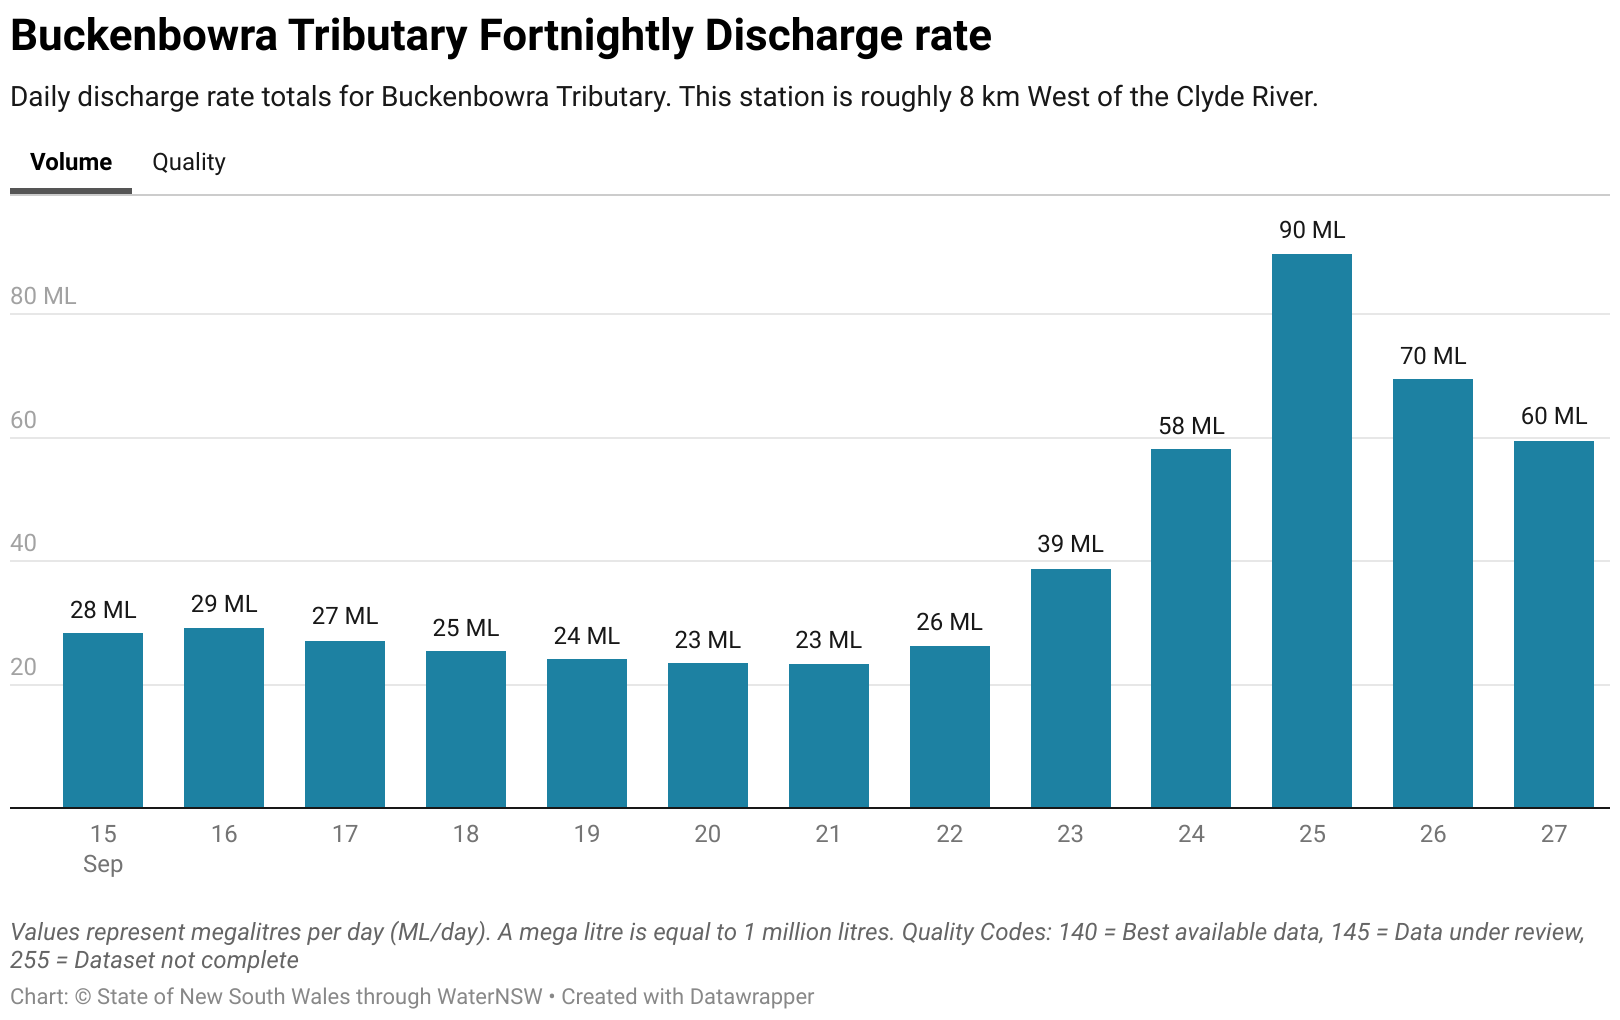 Buckenbowra Tributary Fortnightly Discharge rate
Daily discharge rate totals for Buckenbowra Tributary. This station is roughly 8 km West of the Clyde River.
Volume Quality
90 ML
80 ML
70 ML
60 58 ML 60 ML
40 39 ML
28 ML 29 ML 27 ML 25 ML 24 ML 23 ML 23 ML 26 ML
20
15 16 17 18 19 20 21 22 23 24 25 26 27
Sep
Values represent megalitres per day (ML/day). A mega litre is equal to 1 million litres. Quality Codes: 140 = Best available data, 145 = Data under review,
255 = Dataset not complete
Chart: © State of New South Wales through WaterNSW • Created with Datawrapper